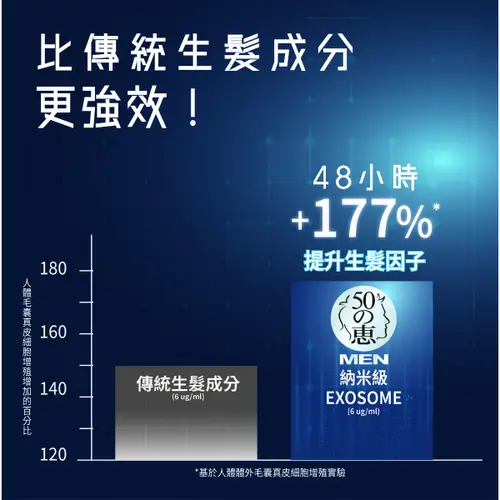 比傳統生髮成分
更強效！
48小時
+177%*
提升生髮因子
人體毛囊真皮細胞增殖增加的百分比
180
160
140
120
傳統生髮成分
(6 ug/ml)
50
の
恵
MEN
納米級
EXOSOME
(6 ug/ml)
*基於人體體外毛囊真皮細胞增殖實驗